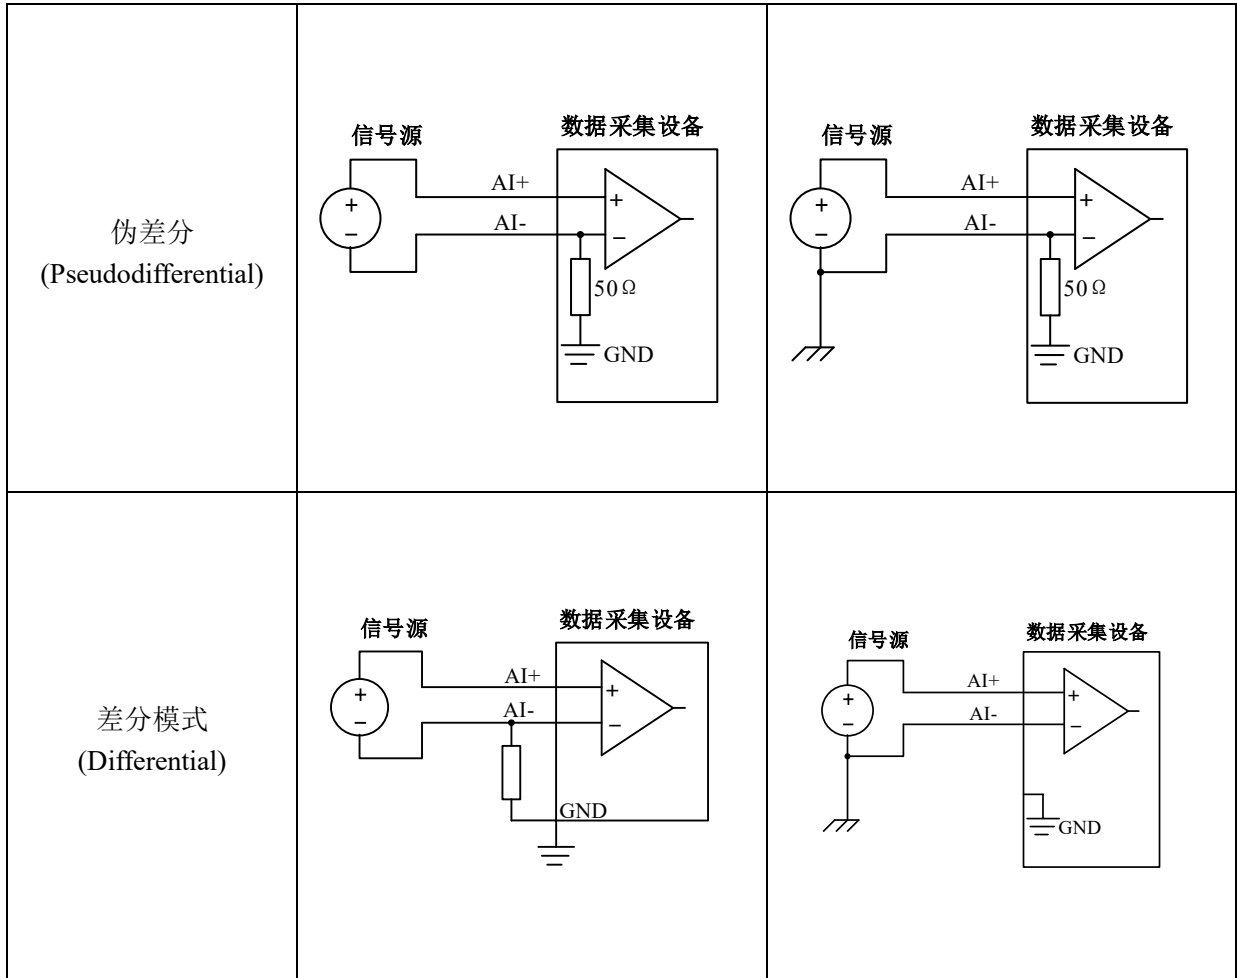 伪差分
(Pseudodifferential)
信号源
数据采集设备
AI+
AI-
+
−
+
−
50Ω
GND
信号源
数据采集设备
AI+
AI-
+
−
+
−
50Ω
GND
差分模式
(Differential)
信号源
数据采集设备
AI+
AI-
+
−
+
−
GND
信号源
数据采集设备
AI+
AI-
+
−
+
−
GND